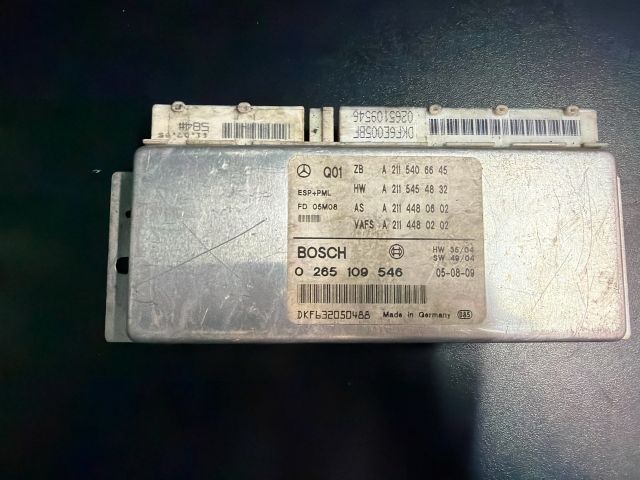 584#
DKF6E005BF
0265109546
Q01 ZB A 211 540 66 45
ESP+PML HW A 211 545 48 32
FD 05M08 AS A 211 448 06 02
VAFS A 211 448 02 02
BOSCH HW 36/04
SW 49/04
0 265 109 546 05-08-09
DKF632050488 Made in Germany 085